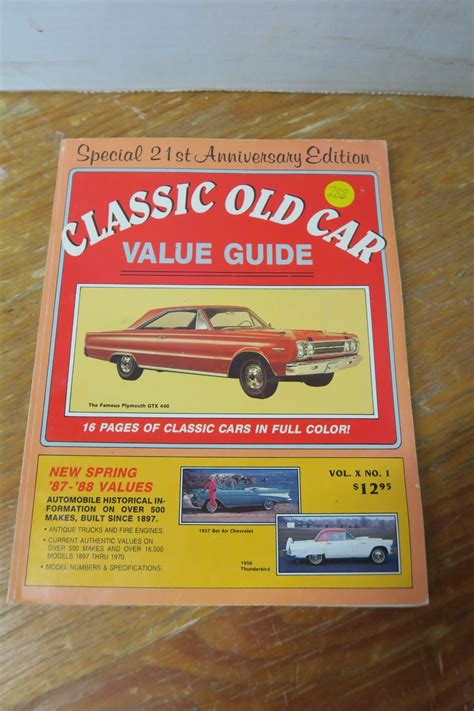 Special 21st Anniversary Edition
CLASSIC OLD CAR
VALUE GUIDE
The Famous Plymouth GTX 440
16 PAGES OF CLASSIC CARS IN FULL COLOR!
NEW SPRING
'87-'88 VALUES
AUTOMOBILE HISTORICAL IN-
FORMATION ON OVER 500
MAKES, BUILT SINCE 1897.
• ANTIQUE TRUCKS AND FIRE ENGINES.
• CURRENT AUTHENTIC VALUES ON
OVER 500 MAKES AND OVER 16,000
MODELS 1897 THRU 1970.
• MODEL NUMBERS & SPECIFICATIONS.
1957 Bel Air Chevrolet
1956
Thunderbird
VOL. X NO. 1
$12.95